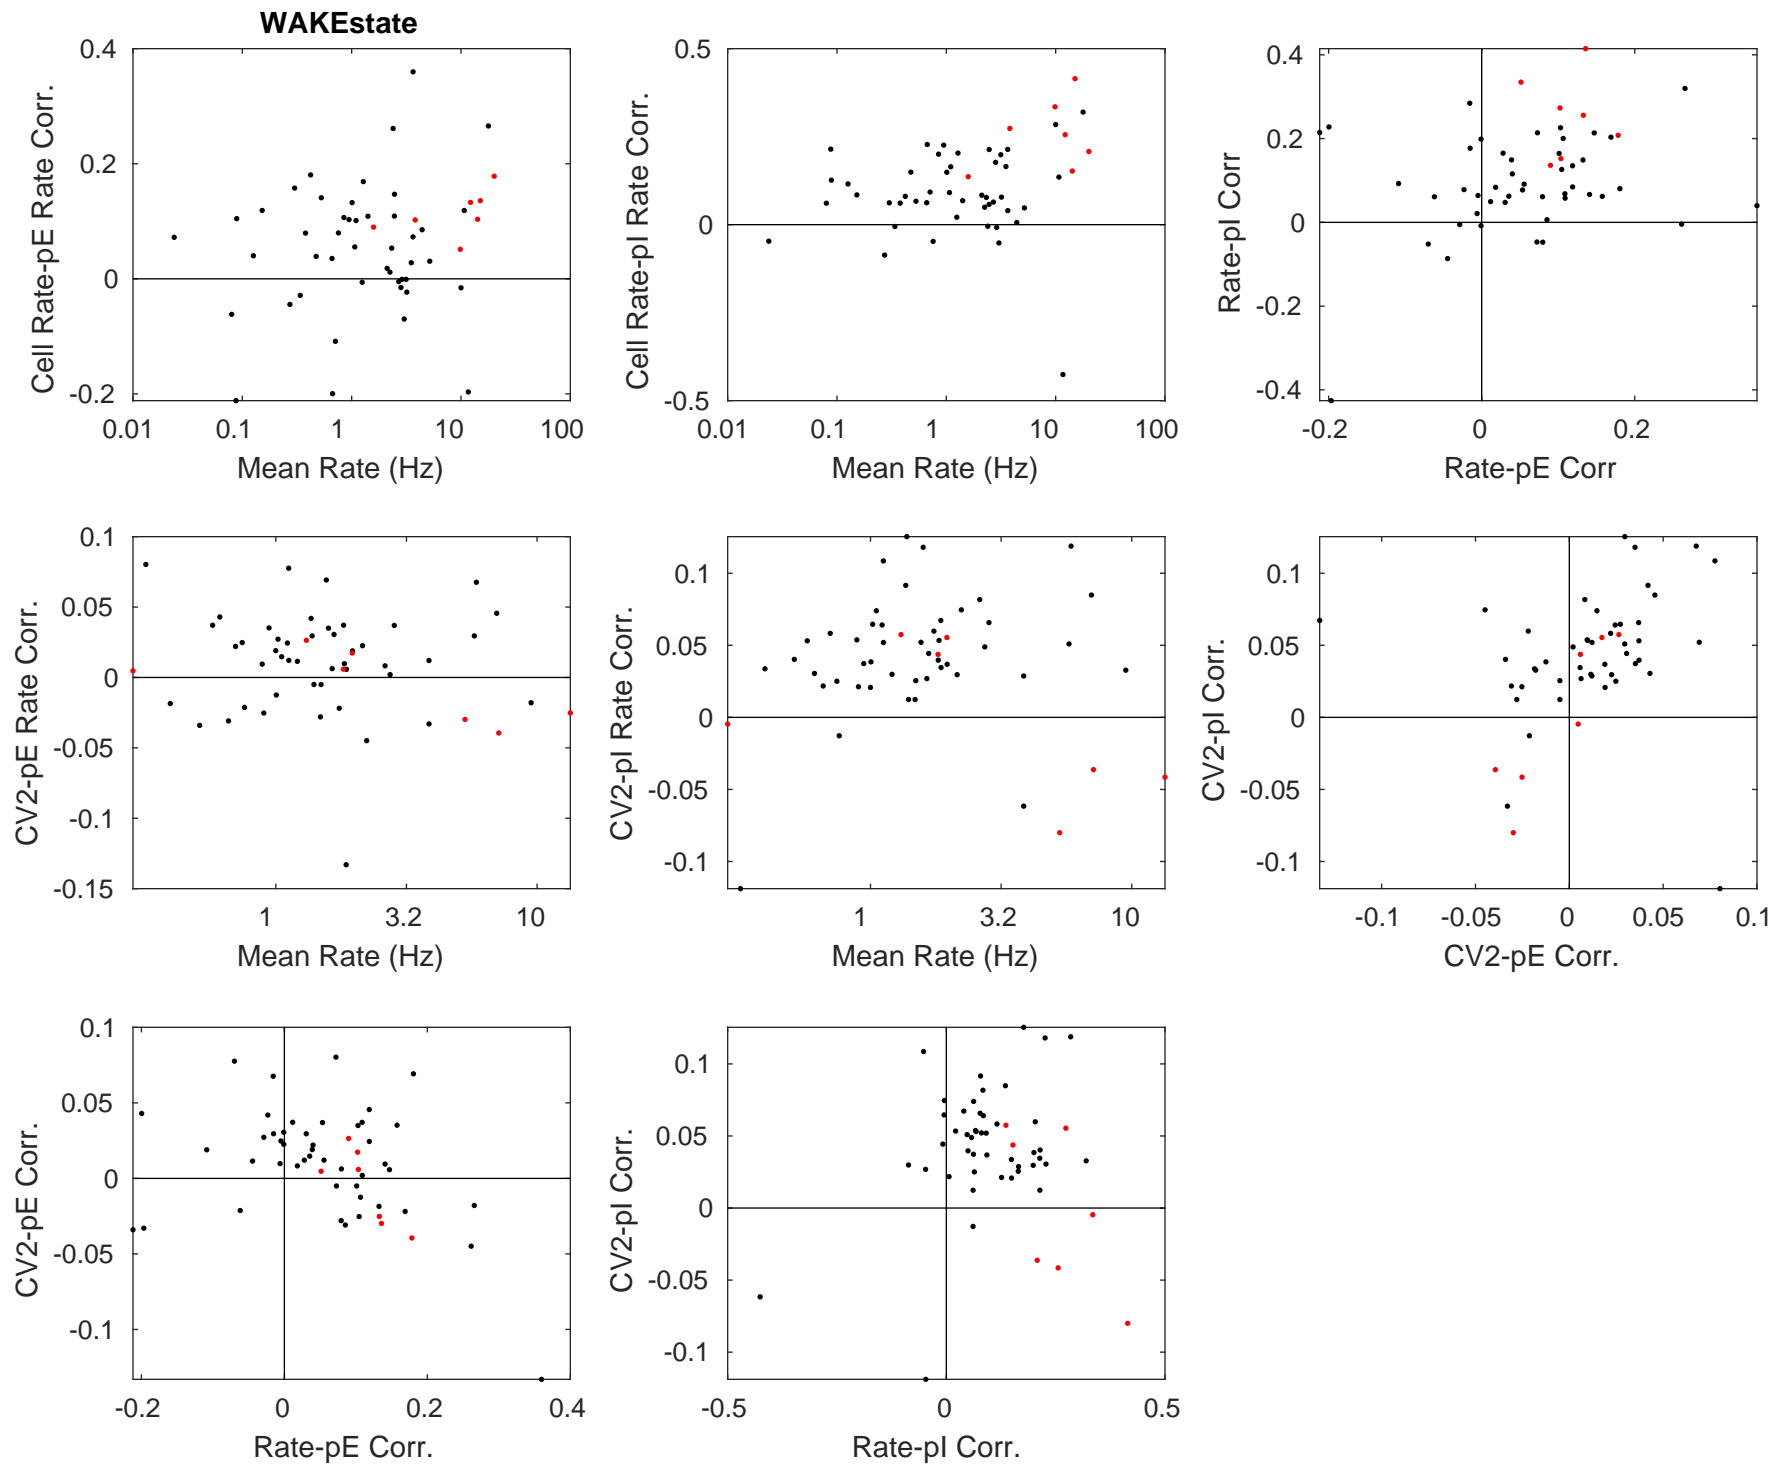 WAKEstate
0.4
0.2
0
-0.2
Cell Rate-pE Rate Corr.
0.01 0.1 1 10 100
Mean Rate (Hz)
0.5
0
-0.5
Cell Rate-pI Rate Corr.
0.01 0.1 1 10 100
Mean Rate (Hz)
0.4
0.2
0
-0.2
-0.4
Rate-pI Corr
-0.2 0 0.2
Rate-pE Corr
0.1
0.05
0
-0.05
-0.1
-0.15
CV2-pE Rate Corr.
1 3.2 10
Mean Rate (Hz)
0.1
0.05
0
-0.05
-0.1
CV2-pI Rate Corr.
1 3.2 10
Mean Rate (Hz)
0.1
0.05
0
-0.05
-0.1
CV2-pI Corr.
-0.1 -0.05 0 0.05 0.1
CV2-pE Corr.
0.1
0.05
0
-0.05
-0.1
CV2-pE Corr.
-0.2 0 0.2 0.4
Rate-pE Corr.
0.1
0.05
0
-0.05
-0.1
CV2-pI Corr.
-0.5 0 0.5
Rate-pI Corr.